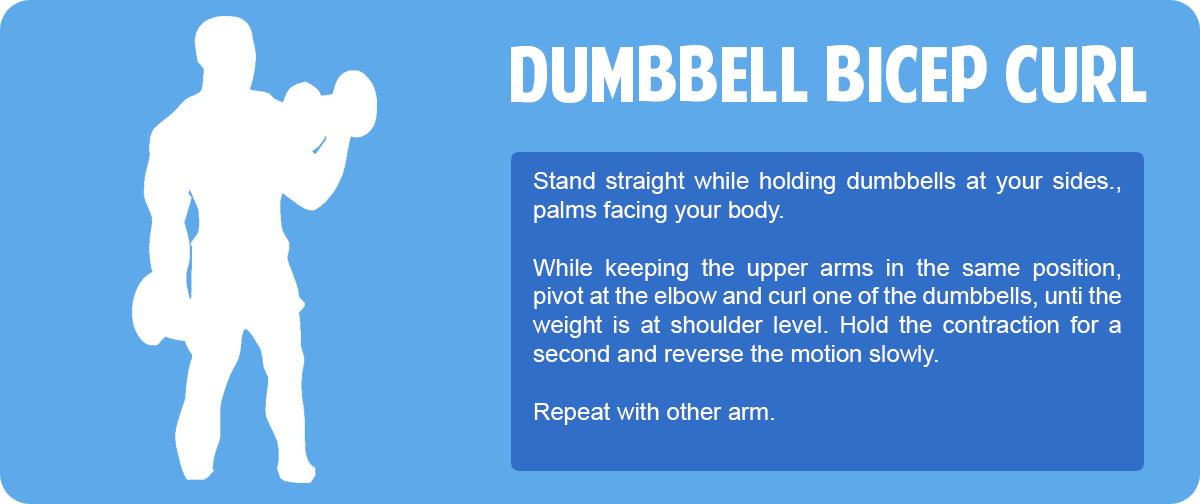 DUMBBELL BICEP CURL
Stand straight while holding dumbbells at your sides.,
palms facing your body.
While keeping the upper arms in the same position,
pivot at the elbow and curl one of the dumbbells, unti the
weight is at shoulder level. Hold the contraction for a
second and reverse the motion slowly.
Repeat with other arm.